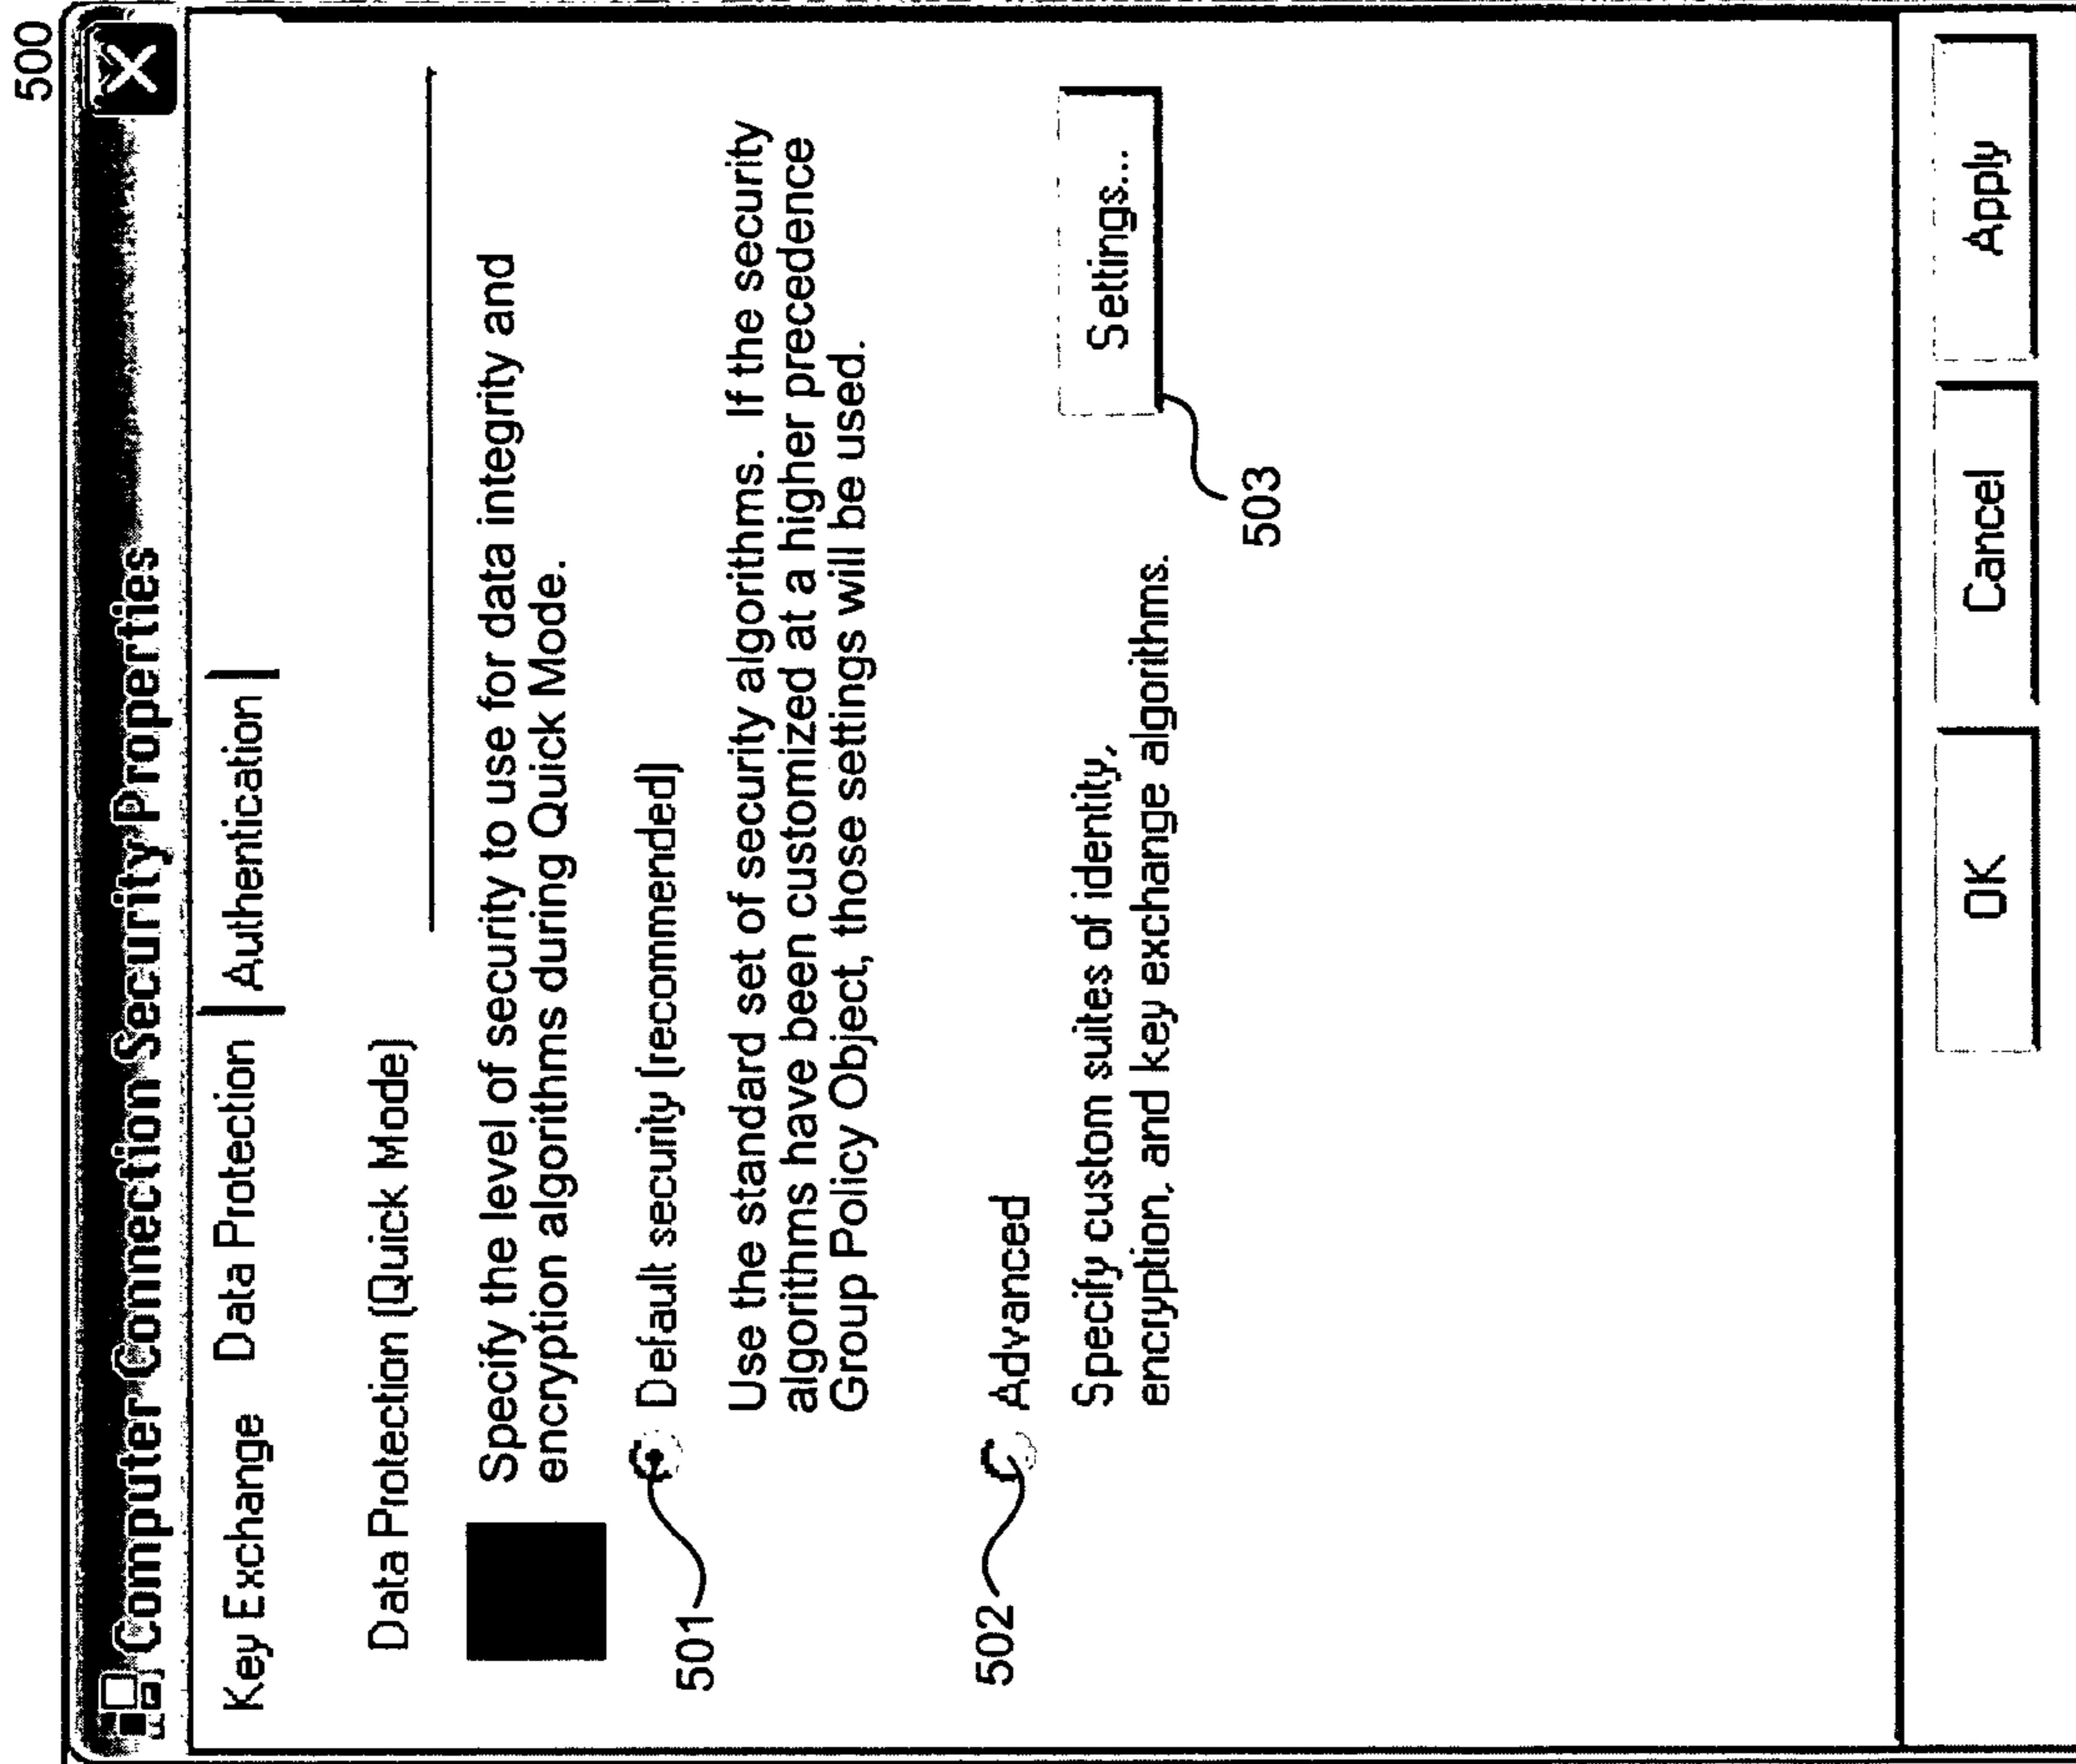 500
Computer Connection Security Properties
X
Key Exchange Data Protection Authentication
Data Protection (Quick Mode)
Specify the level of security to use for data integrity and
encryption algorithms during Quick Mode.
501
Default security (recommended)
Use the standard set of security algorithms. If the security
algorithms have been customized at a higher precedence
Group Policy Object, those settings will be used.
502
Advanced
Specify custom suites of identity,
encryption, and key exchange algorithms.
Settings...
503
OK Cancel Apply